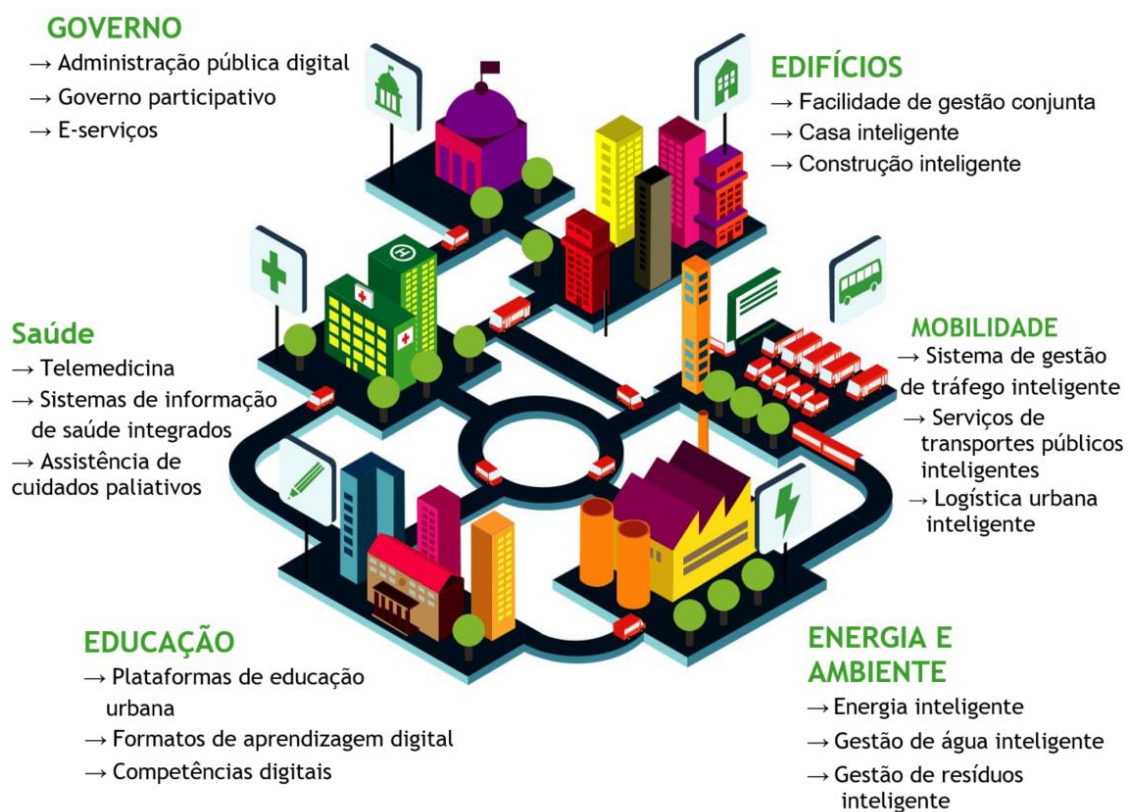 GOVERNO
→ Administração pública digital
→ Governo participativo
→ E-serviços
EDIFÍCIOS
→ Facilidade de gestão conjunta
→ Casa inteligente
→ Construção inteligente
H
Saúde
→ Telemedicina
→ Sistemas de informação
de saúde integrados
→ Assistência de
cuidados paliativos
MOBILIDADE
→ Sistema de gestão
de tráfego inteligente
→ Serviços de
transportes públicos
inteligentes
→ Logística urbana
inteligente
EDUCAÇÃO
→ Plataformas de educação
urbana
→ Formatos de aprendizagem digital
→ Competências digitais
ENERGIA E
AMBIENTE
→ Energia inteligente
→ Gestão de água inteligente
→ Gestão de resíduos
inteligente